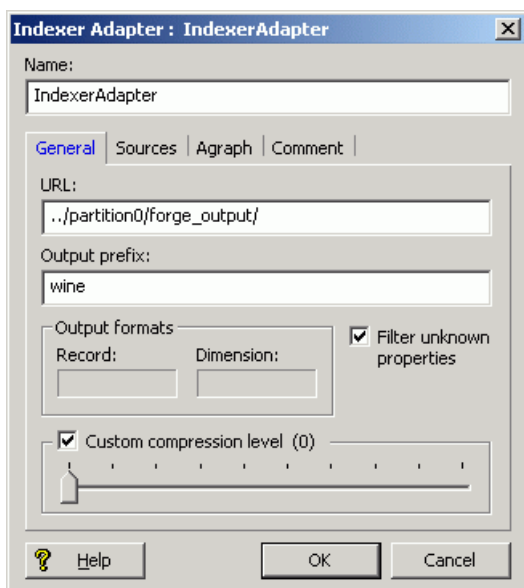 Indexer Adapter : IndexerAdapter
Name:
IndexerAdapter
General Sources Agraph Comment
URL:
../partition0/forge_output/
Output prefix:
wine
Output formats
Record: Dimension:
Filter unknown
properties
Custom compression level (0)
Help OK Cancel